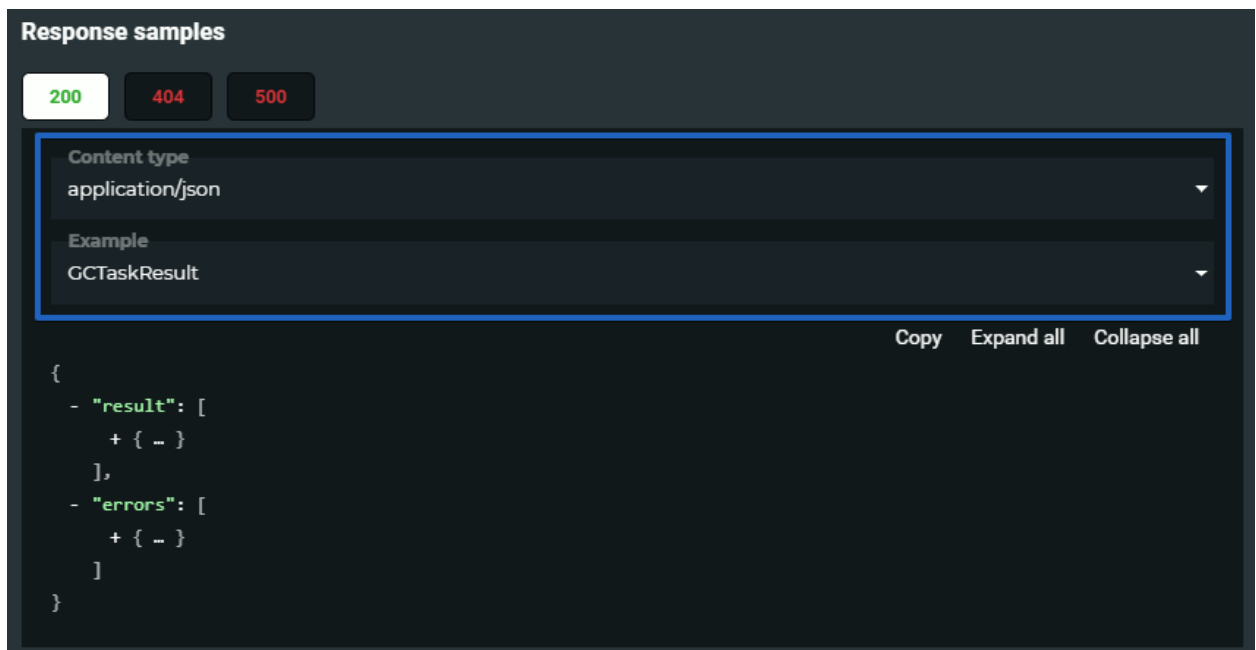 Response samples
200 404 500
Content type
application/json
Example
GCTaskResult
Copy Expand all Collapse all
{
- "result": [
+ { … }
],
- "errors": [
+ { … }
]
}